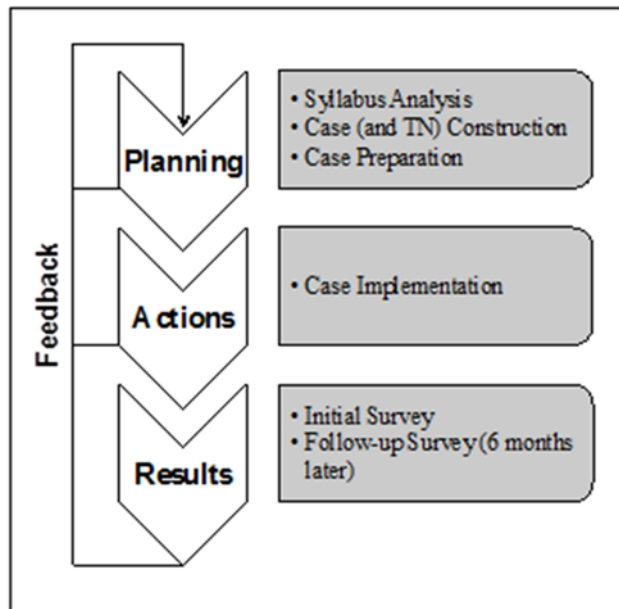 Feedback
Planning
• Syllabus Analysis
• Case (and TN) Construction
• Case Preparation
Actions
• Case Implementation
Results
• Initial Survey
• Follow-up Survey (6 months
later)